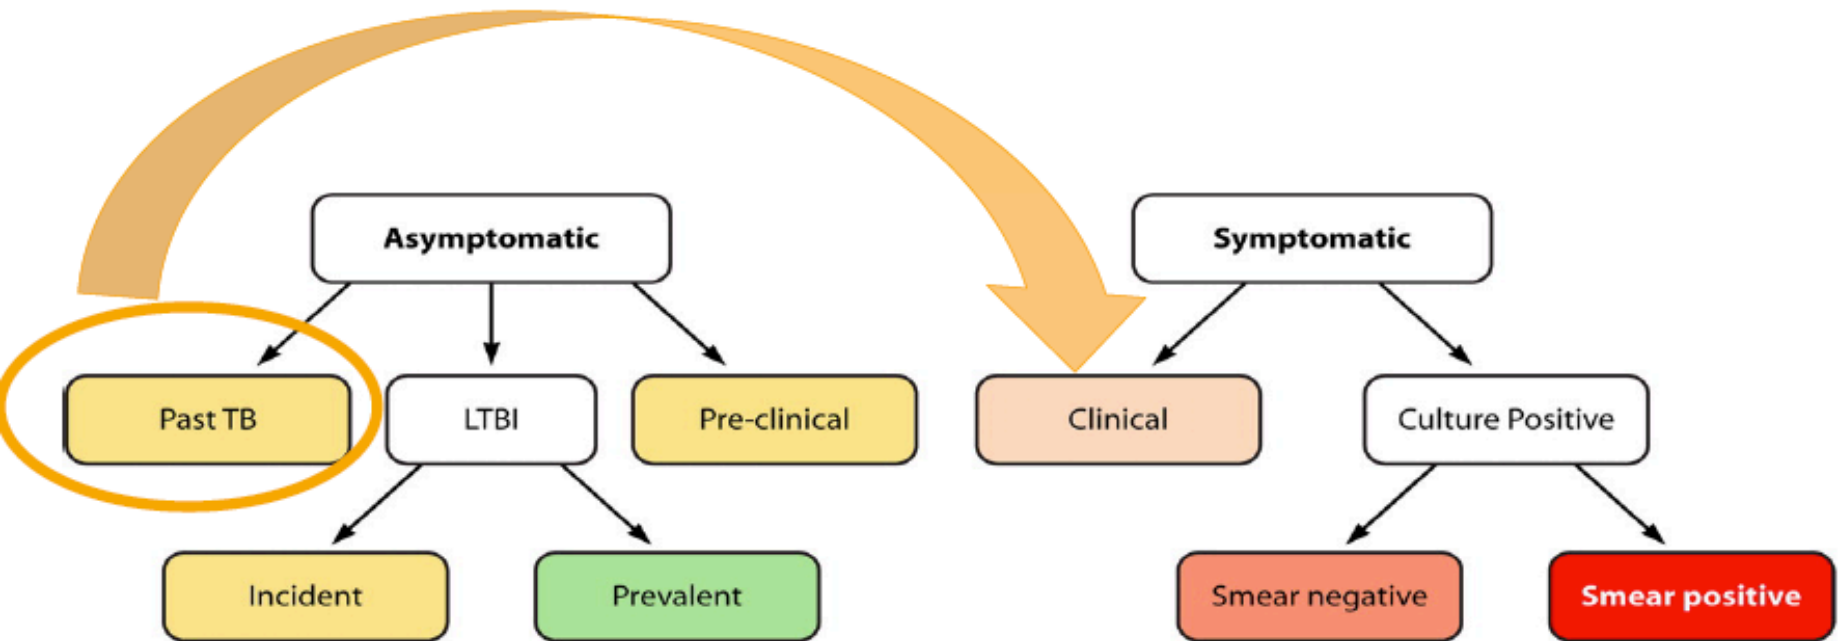 Asymptomatic
Symptomatic
Past TB
LTBI
Pre-clinical
Clinical
Culture Positive
Incident
Prevalent
Smear negative
Smear positive